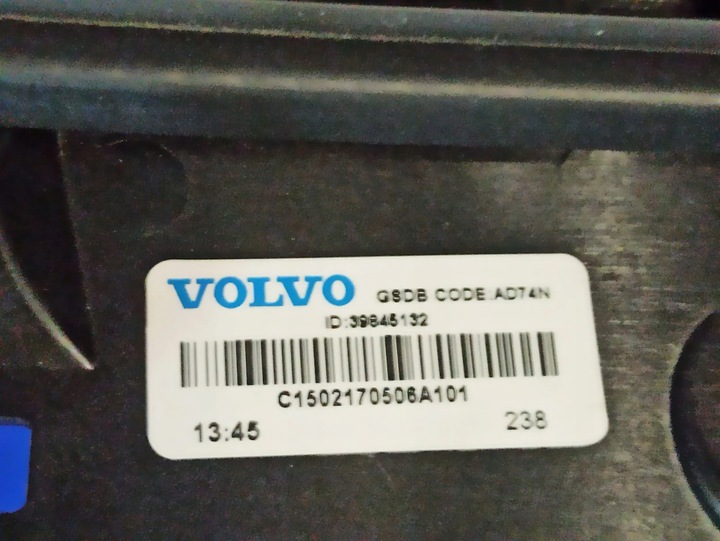 VOLVO GSDB CODE:AD74N
ID:39845132
C1502170506A101
13:45 238